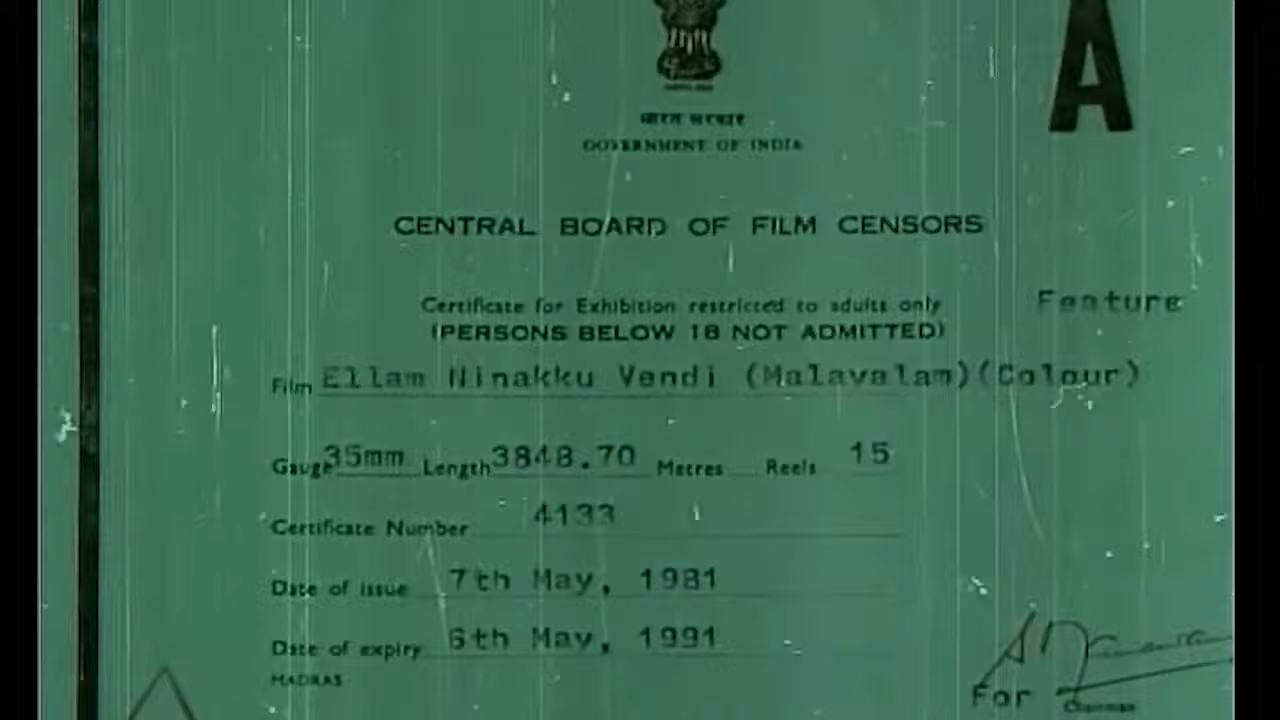 A
भारत सरकार
GOVERNMENT OF INDIA
CENTRAL BOARD OF FILM CENSORS
Certificate for Exhibition restricted to adults only
(PERSONS BELOW 18 NOT ADMITTED)
Feature
Film Ellam Ninakku Vendi (Malayalam)(Colour)
Gauge 35mm Length 3848.70 Metres Reels 15
Certificate Number 4133
Date of issue 7th May, 1981
Date of expiry 6th May, 1991
MADRAS
For Chairman